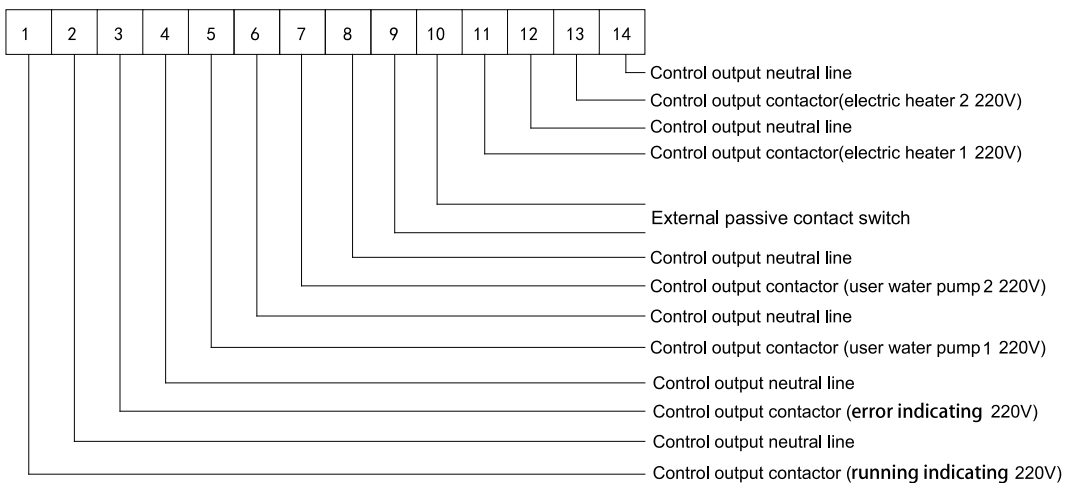 1 2 3 4 5 6 7 8 9 10 11 12 13 14
Control output neutral line
Control output contactor(electric heater 2 220V)
Control output neutral line
Control output contactor(electric heater 1 220V)
External passive contact switch
Control output neutral line
Control output contactor (user water pump 2 220V)
Control output neutral line
Control output contactor (user water pump 1 220V)
Control output neutral line
Control output contactor (error indicating 220V)
Control output neutral line
Control output contactor (running indicating 220V)